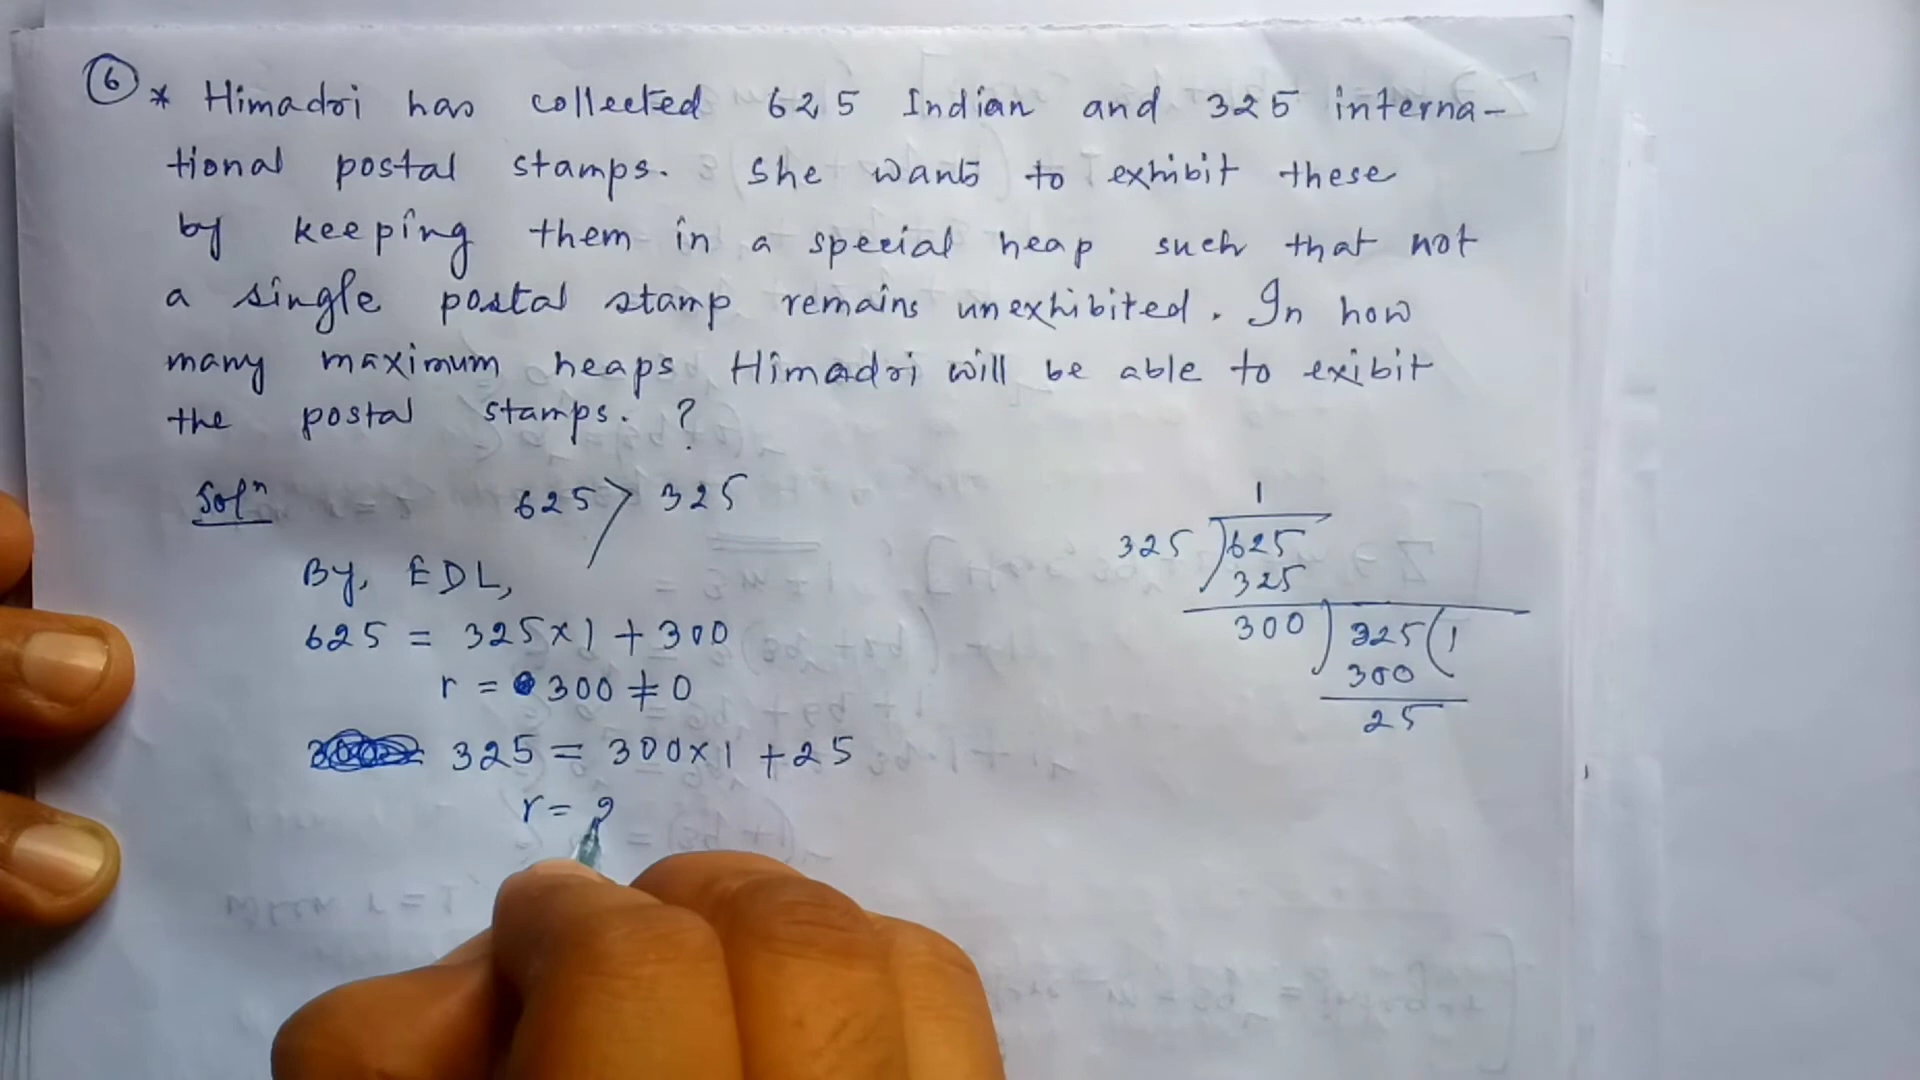 6 * Himadri has collected 625 Indian and 325 interna-
tional postal stamps. She wants to exhibit these
by keeping them in a special heap such that not
a single postal stamp remains unexhibited. In how
many maximum heaps Himadri will be able to exibit
the postal stamps. ?
Solⁿ 625 > 325
By, EDL,
625 = 325×1 + 300
r = 300 ≠ 0
325 = 300×1 + 25
r = 2
1
325 ) 625
325
300 ) 325 ( 1
300
25